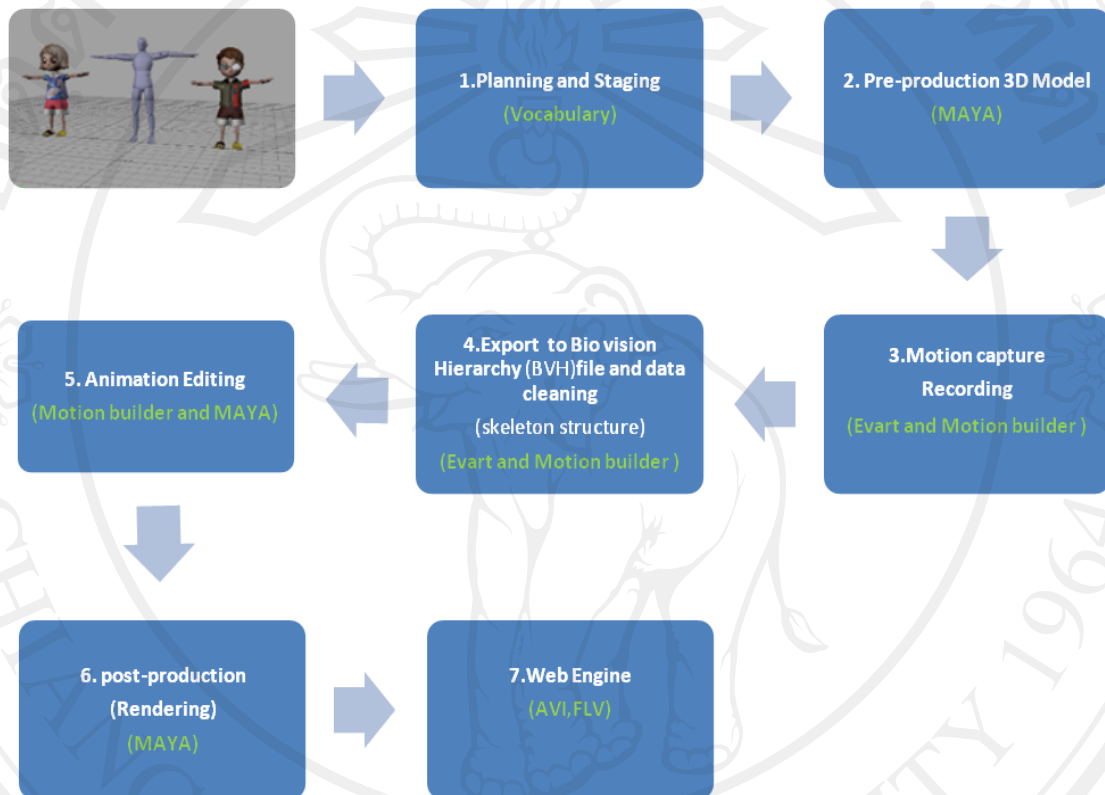 1.Planning and Staging
(Vocabulary)
2. Pre-production 3D Model
(MAYA)
3.Motion capture
Recording
(Evart and Motion builder )
4.Export to Bio vision
Hierarchy (BVH)file and data
cleaning
(skeleton structure)
(Evart and Motion builder )
5. Animation Editing
(Motion builder and MAYA)
6. post-production
(Rendering)
(MAYA)
7.Web Engine
(AVI,FLV)
1964